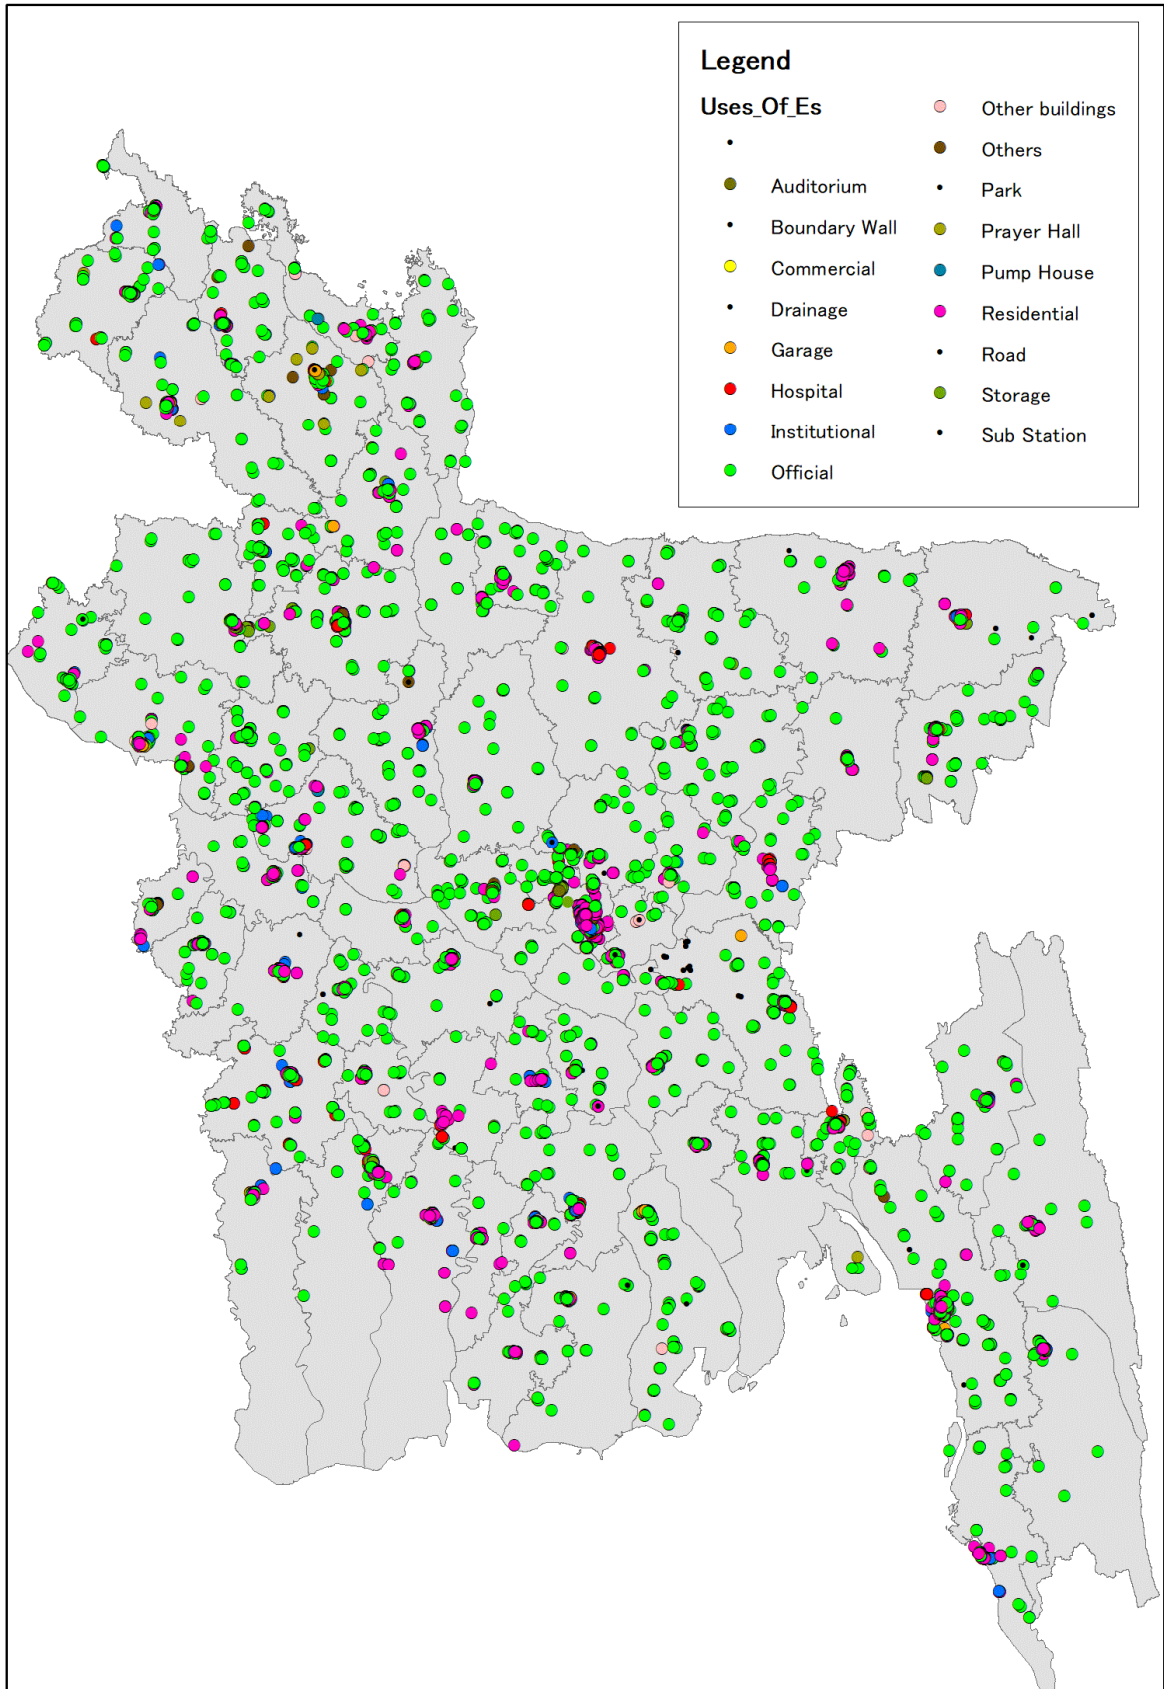 Legend
Uses_Of_Es
Auditorium
Boundary Wall
Commercial
Drainage
Garage
Hospital
Institutional
Official
Other buildings
Others
Park
Prayer Hall
Pump House
Residential
Road
Storage
Sub Station